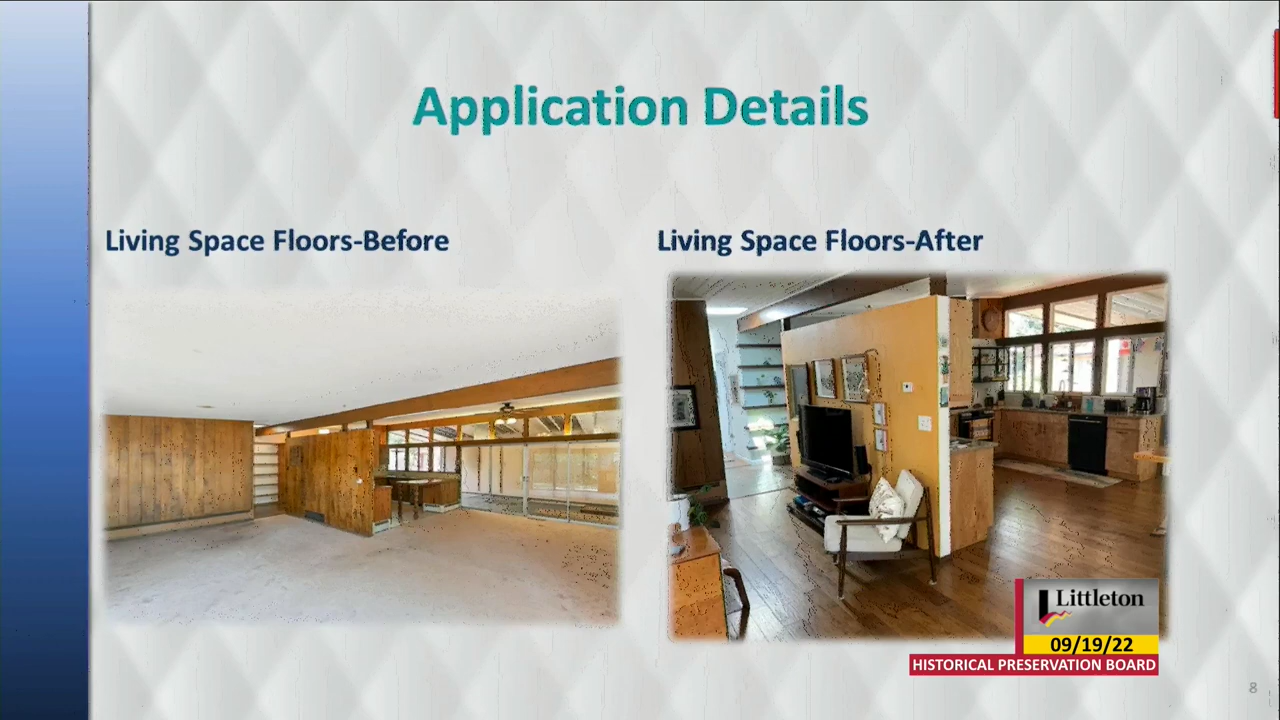 Application Details
Living Space Floors-Before
Living Space Floors-After
Littleton
09/19/22
HISTORICAL PRESERVATION BOARD
8